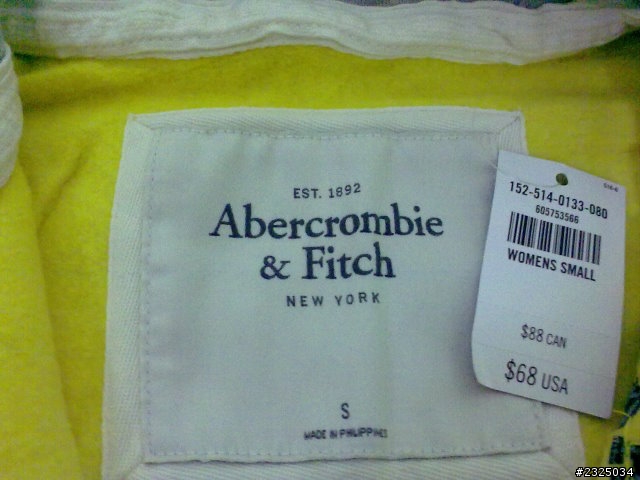 EST. 1892
Abercrombie
& Fitch
NEW YORK
S
MADE IN PHILIPPINES
152-514-0133-080
605753566
WOMENS SMALL
$88 CAN
$68 USA
#2325034